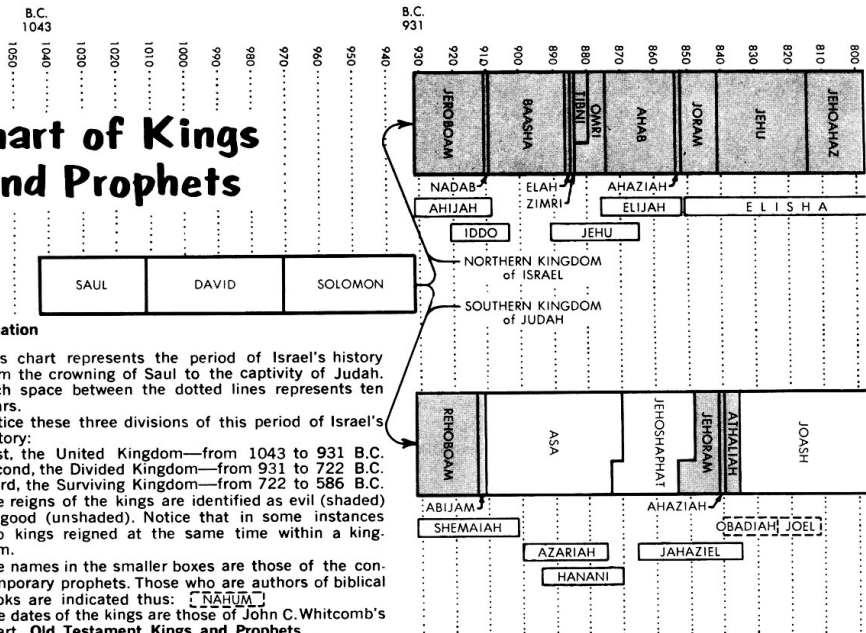 B.C.
1043
B.C.
931
1050
1040
1030
1020
1010
1000
990
980
970
960
950
940
930
920
910
900
890
880
870
860
850
840
830
820
810
800
art of Kings
nd Prophets
JEROBOAM
BAASHA
TIBNI
OMRI
AHAB
JORAM
JEHU
JEHOAHAZ
NADAB
ELAH
ZIMRI
AHAZIAH
AHIJAH
ELIJAH
ELISHA
IDDO
JEHU
SAUL
DAVID
SOLOMON
NORTHERN KINGDOM
of ISRAEL
SOUTHERN KINGDOM
of JUDAH
ation
s chart represents the period of Israel's history
m the crowning of Saul to the captivity of Judah.
ch space between the dotted lines represents ten
rs.
tice these three divisions of this period of Israel's
tory:
st, the United Kingdom—from 1043 to 931 B.C.
cond, the Divided Kingdom—from 931 to 722 B.C.
rd, the Surviving Kingdom—from 722 to 586 B.C.
e reigns of the kings are identified as evil (shaded)
good (unshaded). Notice that in some instances
o kings reigned at the same time within a king-
m.
e names in the smaller boxes are those of the con-
mporary prophets. Those who are authors of biblical
oks are indicated thus: NAHUM
e dates of the kings are those of John C. Whitcomb's
art, Old Testament Kings and Prophets
REHOBOAM
ASA
JEHOSHAPHAT
JEHORAM
ATHALIAH
JOASH
ABIJAM
AHAZIAH
SHEMAIAH
OBADIAH
JOEL
AZARIAH
JAHAZIEL
HANANI